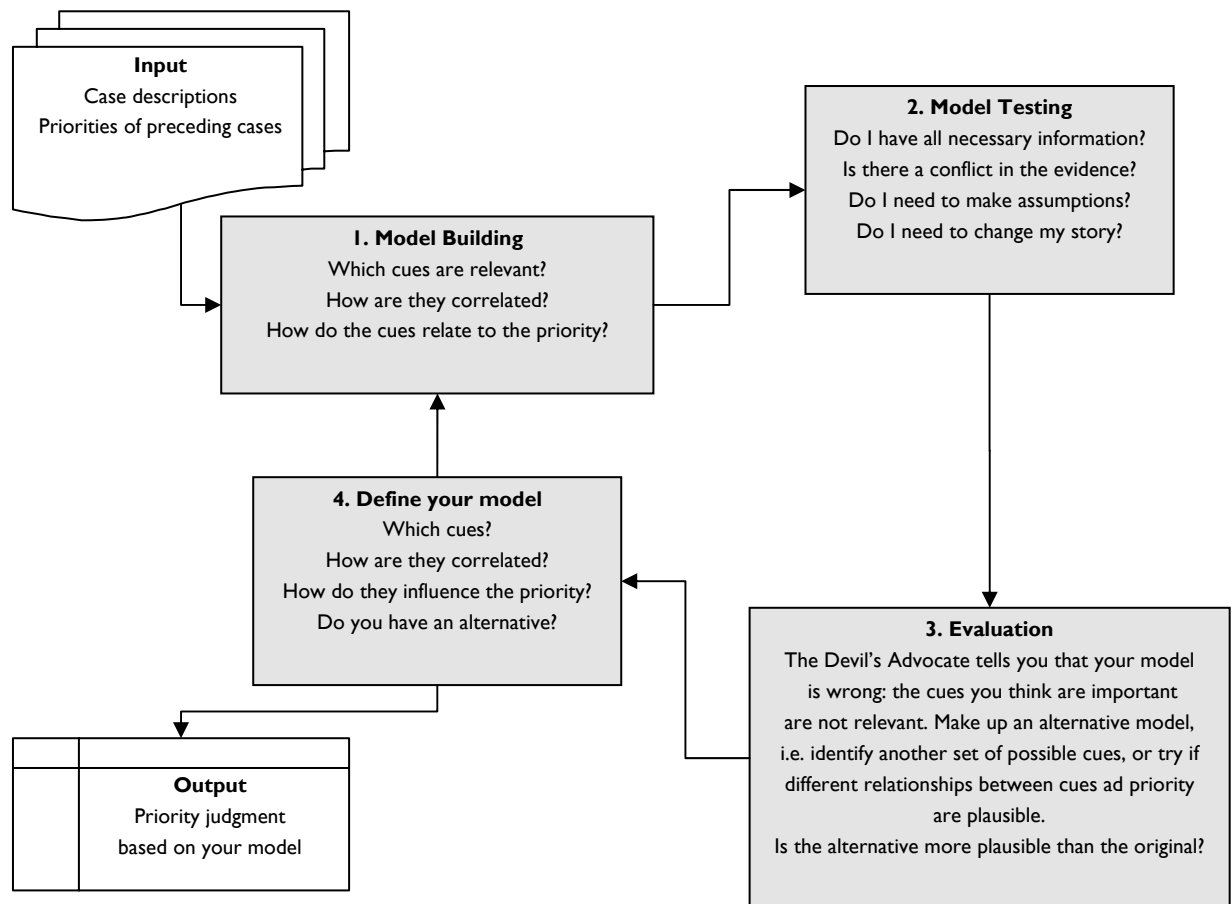 Input
Case descriptions
Priorities of preceding cases
1. Model Building
Which cues are relevant?
How are they correlated?
How do the cues relate to the priority?
2. Model Testing
Do I have all necessary information?
Is there a conflict in the evidence?
Do I need to make assumptions?
Do I need to change my story?
3. Evaluation
The Devil’s Advocate tells you that your model
is wrong: the cues you think are important
are not relevant. Make up an alternative model,
i.e. identify another set of possible cues, or try if
different relationships between cues ad priority
are plausible.
Is the alternative more plausible than the original?
4. Define your model
Which cues?
How are they correlated?
How do they influence the priority?
Do you have an alternative?
Output
Priority judgment
based on your model